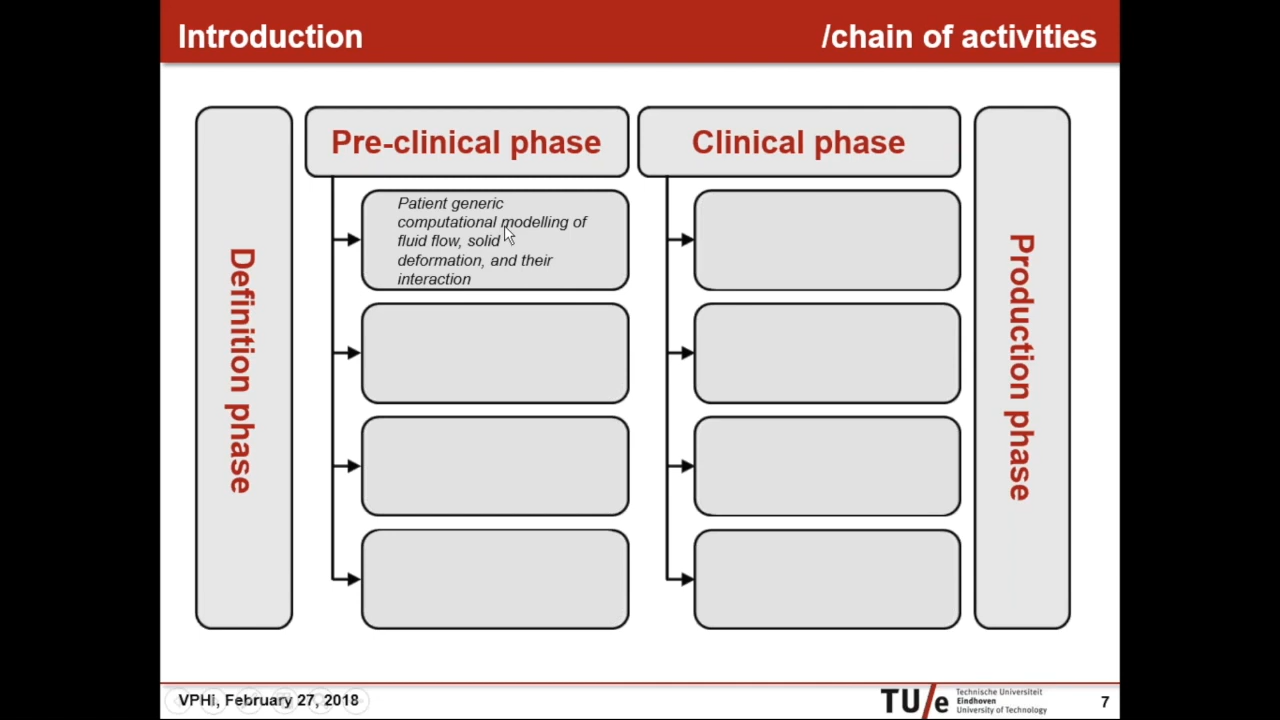 Introduction
/chain of activities
Definition phase
Pre-clinical phase
Patient generic
computational modelling of
fluid flow, solid
deformation, and their
interaction
Clinical phase
Production phase
VPHi, February 27, 2018
TU/e
Technische Universiteit
Eindhoven
University of Technology
7